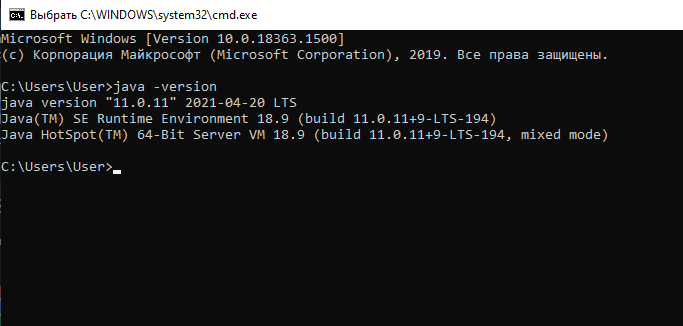 Выбрать C:\WINDOWS\system32\cmd.exe
Microsoft Windows [Version 10.0.18363.1500]
(c) Корпорация Майкрософт (Microsoft Corporation), 2019. Все права защищены.
C:\Users\User>java -version
java version "11.0.11" 2021-04-20 LTS
Java(TM) SE Runtime Environment 18.9 (build 11.0.11+9-LTS-194)
Java HotSpot(TM) 64-Bit Server VM 18.9 (build 11.0.11+9-LTS-194, mixed mode)
C:\Users\User>